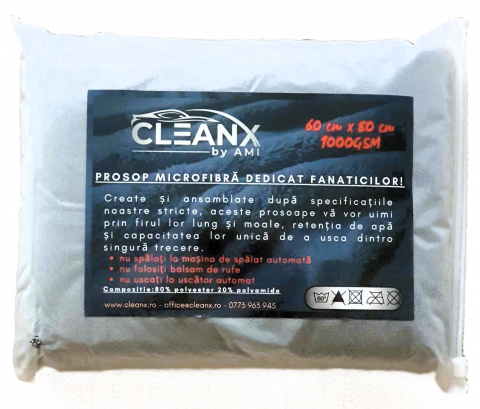 CLEANX
by AMI
60 cm x 80 cm
1000GSM
PROSOP MICROFIBRĂ DEDICAT FANATICILOR!
Create și ansamblate după specificațiile
noastre stricte, aceste prosoape vă vor uimi
prin firul lor lung și moale, retenția de apă
și capacitatea lor unică de a usca dintro
singură trecere.
• nu spălați la mașina de spălat automată
• nu folosiți balsam de rufe
• nu uscați la uscător automat
Compoziție:80% polyester 20% polyamide
www.cleanx.ro - office@cleanx.ro - 0773 963 945